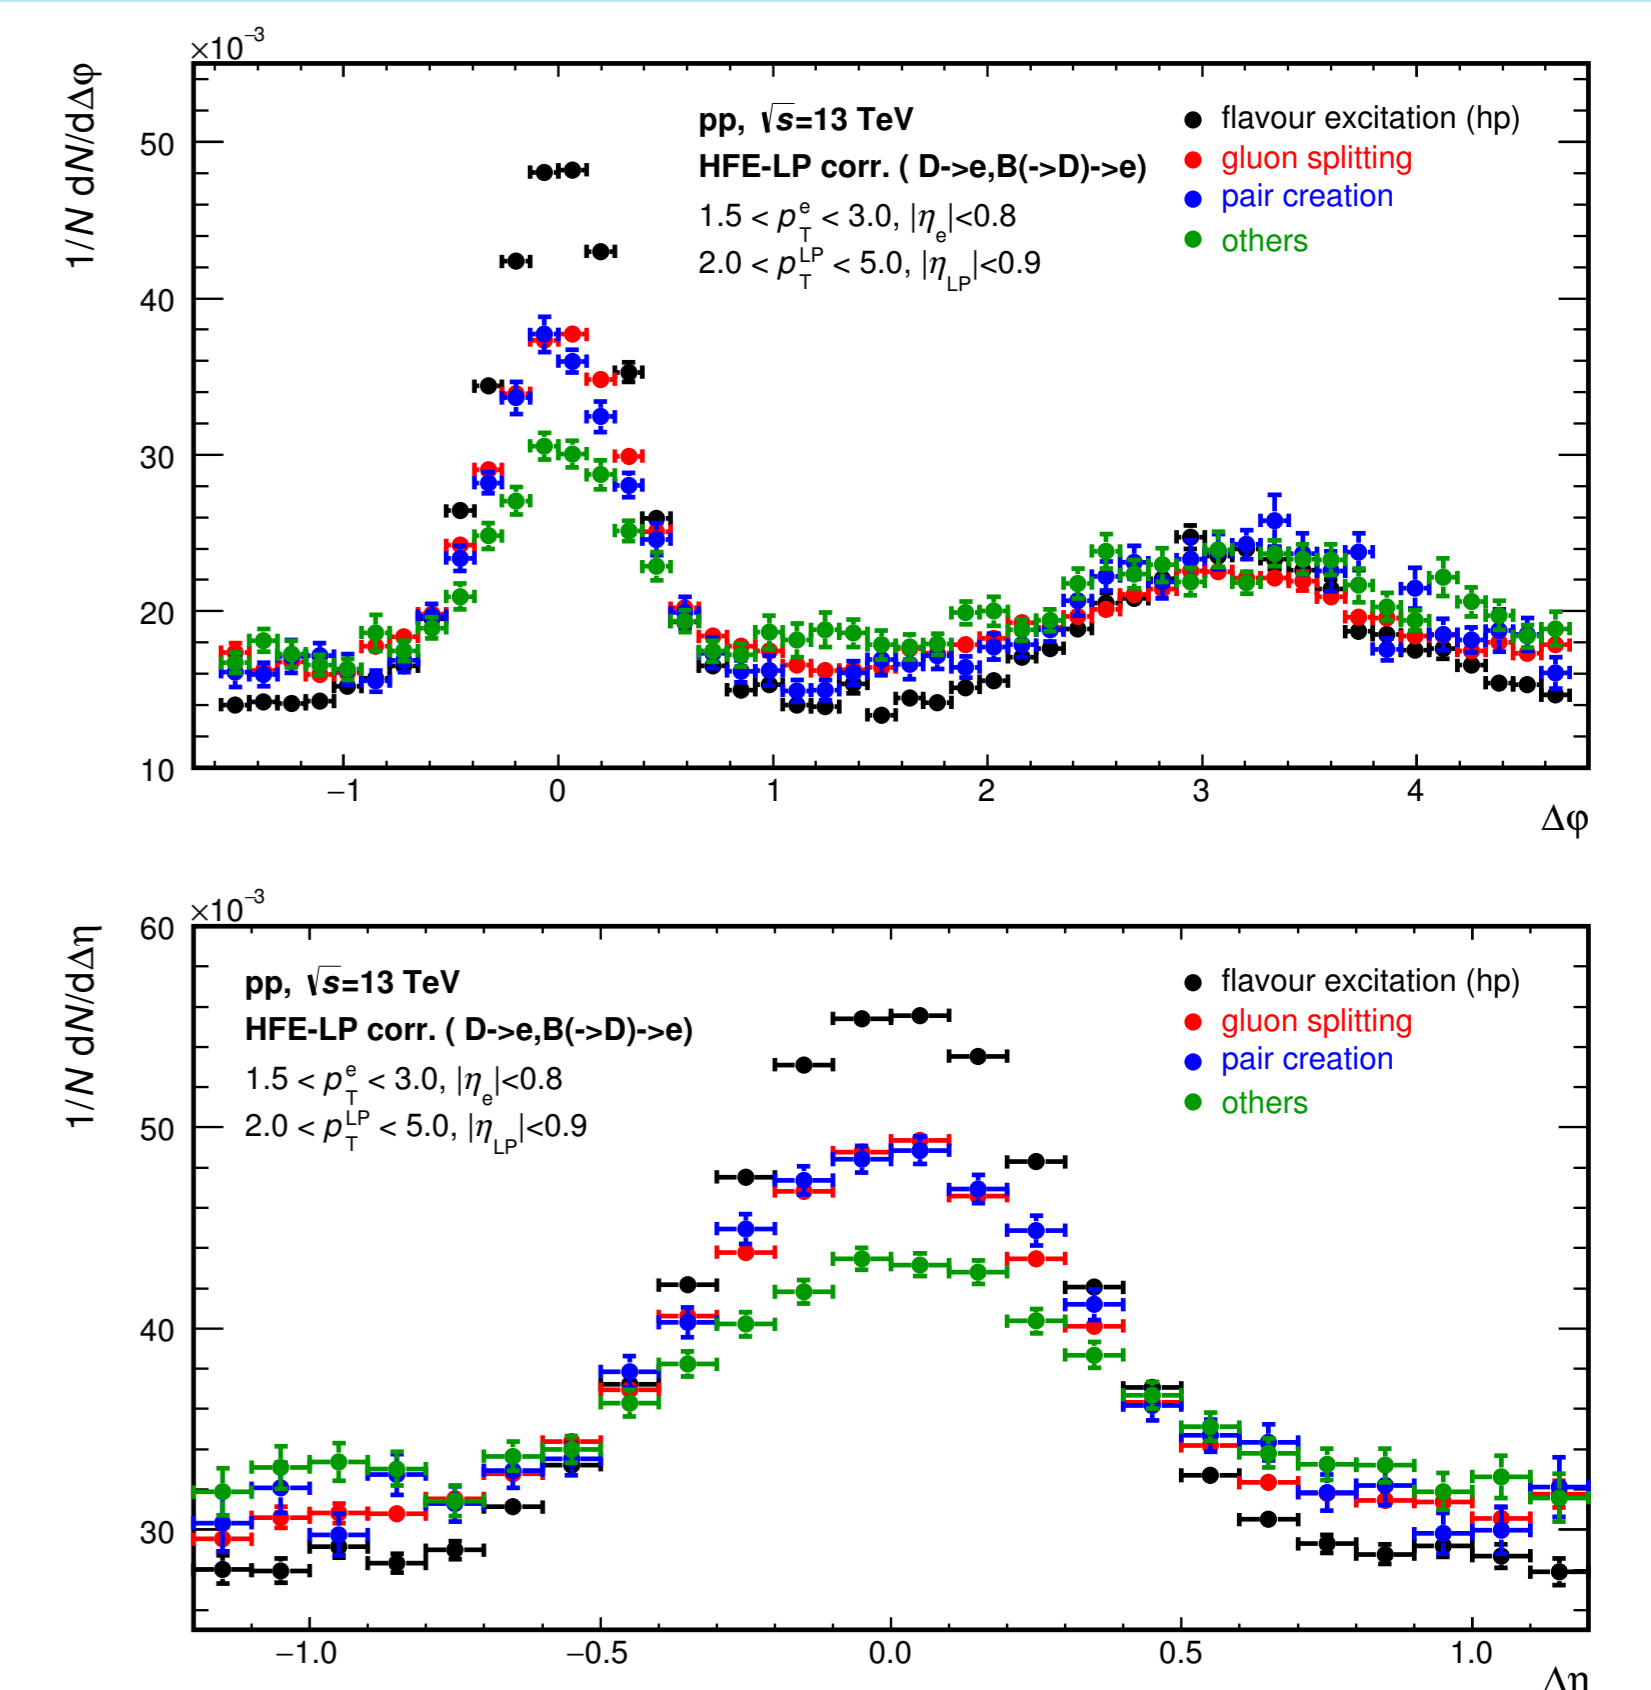 ×10⁻³
1/N dN/dΔφ
pp, √s=13 TeV
HFE-LP corr. ( D->e,B(->D)->e)
1.5 < p_T^e < 3.0, |η_e|<0.8
2.0 < p_T^LP < 5.0, |η_LP|<0.9
flavour excitation (hp)
gluon splitting
pair creation
others
50
40
30
20
10
−1 0 1 2 3 4
Δφ
×10⁻³
1/N dN/dΔη
pp, √s=13 TeV
HFE-LP corr. ( D->e,B(->D)->e)
1.5 < p_T^e < 3.0, |η_e|<0.8
2.0 < p_T^LP < 5.0, |η_LP|<0.9
flavour excitation (hp)
gluon splitting
pair creation
others
60
50
40
30
−1.0 −0.5 0.0 0.5 1.0
Δη